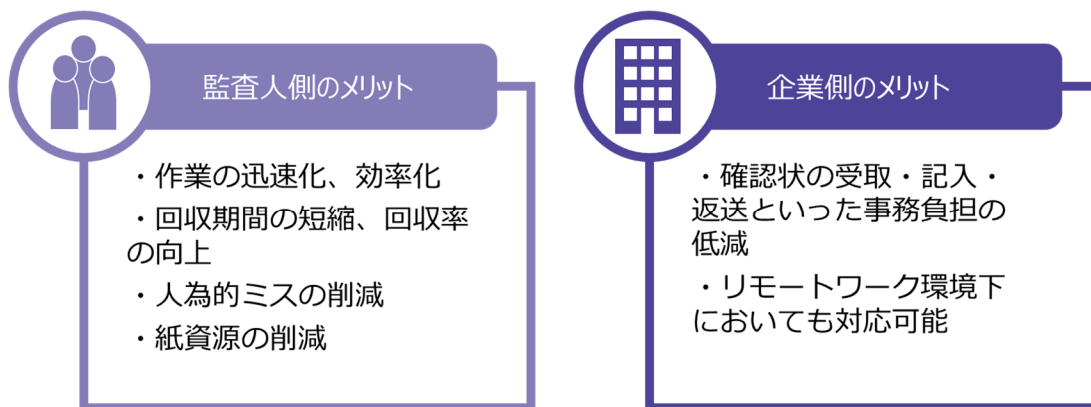 監査人側のメリット
・作業の迅速化、効率化
・回収期間の短縮、回収率
の向上
・人為的ミスの削減
・紙資源の削減
企業側のメリット
・確認状の受取・記入・
返送といった事務負担の
低減
・リモートワーク環境下
においても対応可能